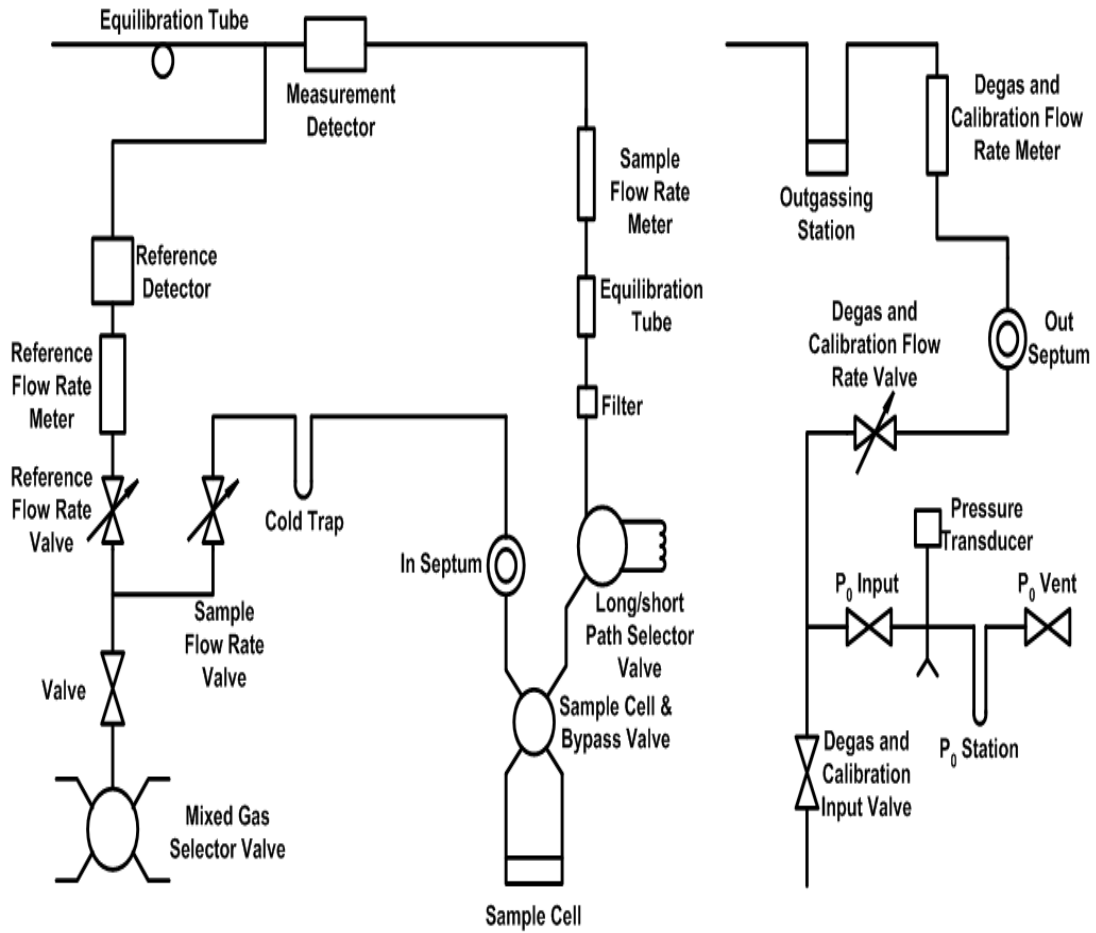 Equilibration Tube
Measurement
Detector
Reference
Detector
Reference
Flow Rate
Meter
Reference
Flow Rate
Valve
Sample
Flow Rate
Valve
Valve
Mixed Gas
Selector Valve
Cold Trap
In Septum
Sample
Flow Rate
Meter
Equilibration
Tube
Filter
Long/short
Path Selector
Valve
Sample Cell &
Bypass Valve
Sample Cell
Degas and
Calibration Flow
Rate Meter
Outgassing
Station
Out
Septum
Degas and
Calibration Flow
Rate Valve
Pressure
Transducer
P0 Input
P0 Vent
P0 Station
Degas and
Calibration
Input Valve